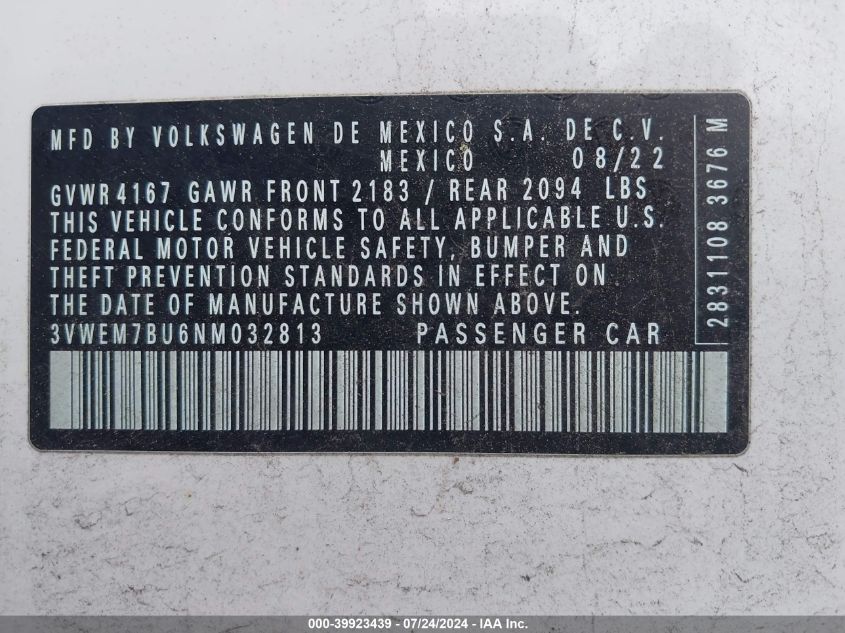 MFD BY VOLKSWAGEN DE MEXICO S.A. DE C.V.
MEXICO 08/22
GVWR 4167 GAWR FRONT 2183 / REAR 2094 LBS
THIS VEHICLE CONFORMS TO ALL APPLICABLE U.S.
FEDERAL MOTOR VEHICLE SAFETY, BUMPER AND
THEFT PREVENTION STANDARDS IN EFFECT ON
THE DATE OF MANUFACTURE SHOWN ABOVE.
3VWEM7BU6NM032813 PASSENGER CAR
2831108 3676 M
000-39923439 - 07/24/2024 - IAA Inc.